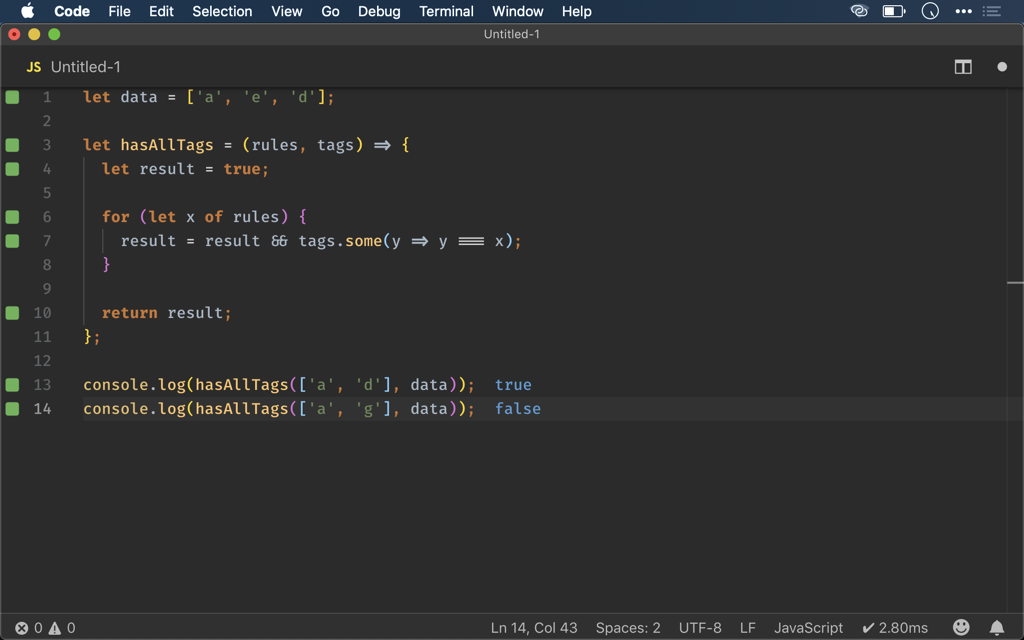 Code File Edit Selection View Go Debug Terminal Window Help
Untitled-1
JS Untitled-1
1 let data = ['a', 'e', 'd'];
2
3 let hasAllTags = (rules, tags) => {
4 let result = true;
5
6 for (let x of rules) {
7 result = result && tags.some(y => y === x);
8 }
9
10 return result;
11 };
12
13 console.log(hasAllTags(['a', 'd'], data)); true
14 console.log(hasAllTags(['a', 'g'], data)); false
0 0 Ln 14, Col 43 Spaces: 2 UTF-8 LF JavaScript ✔ 2.80ms